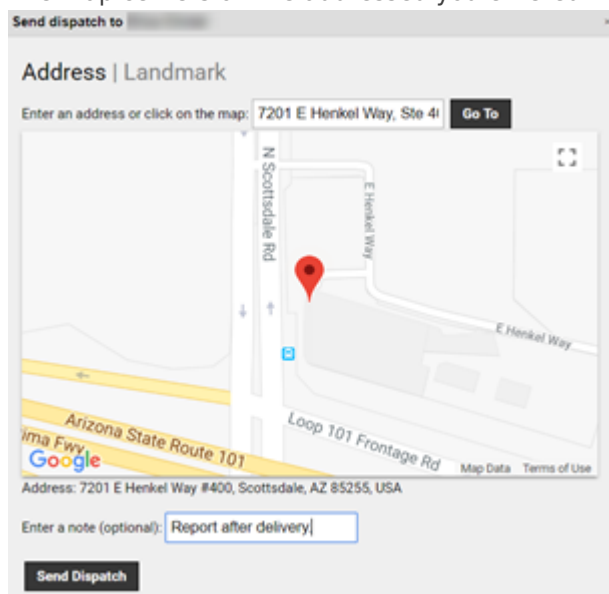 Send dispatch to
Address | Landmark
Enter an address or click on the map: 7201 E Henkel Way, Ste 4 Go To
N Scottsdale Rd
E Henkel Way
E Henkel Way
Loop 101 Frontage Rd
Arizona State Route 101
ima Fwy
Google
Map Data Terms of Use
Address: 7201 E Henkel Way #400, Scottsdale, AZ 85255, USA
Enter a note (optional): Report after delivery.
Send Dispatch